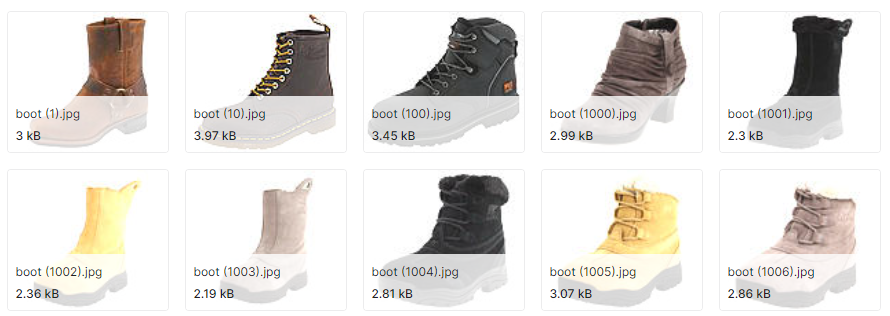 boot (1).jpg
3 kB
boot (10).jpg
3.97 kB
boot (100).jpg
3.45 kB
boot (1000).jpg
2.99 kB
boot (1001).jpg
2.3 kB
boot (1002).jpg
2.36 kB
boot (1003).jpg
2.19 kB
boot (1004).jpg
2.81 kB
boot (1005).jpg
3.07 kB
boot (1006).jpg
2.86 kB